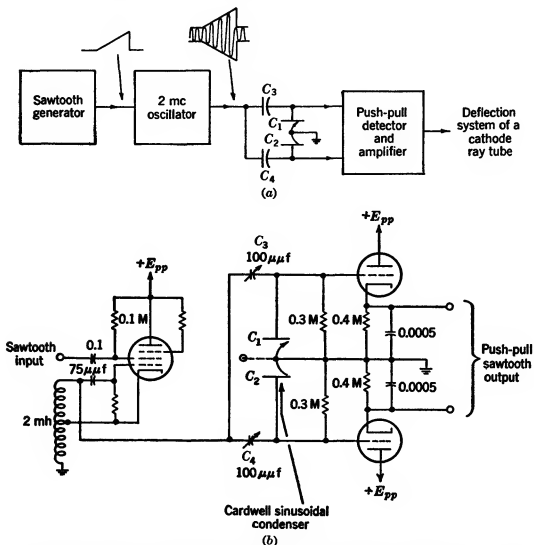 Sawtooth
generator
2 mc
oscillator
C3
C1
C2
C4
Push-pull
detector
and
amplifier
Deflection
system of a
cathode
ray tube
(a)
+Epp
C3
100μμf
+Epp
0.1 M
Sawtooth
input
0.1
75μμf
2 mh
C1
C2
0.3 M
0.4 M
0.0005
0.4 M
0.0005
0.3 M
Push-pull
sawtooth
output
C4
100μμf
+Epp
Cardwell sinusoidal
condenser
(b)